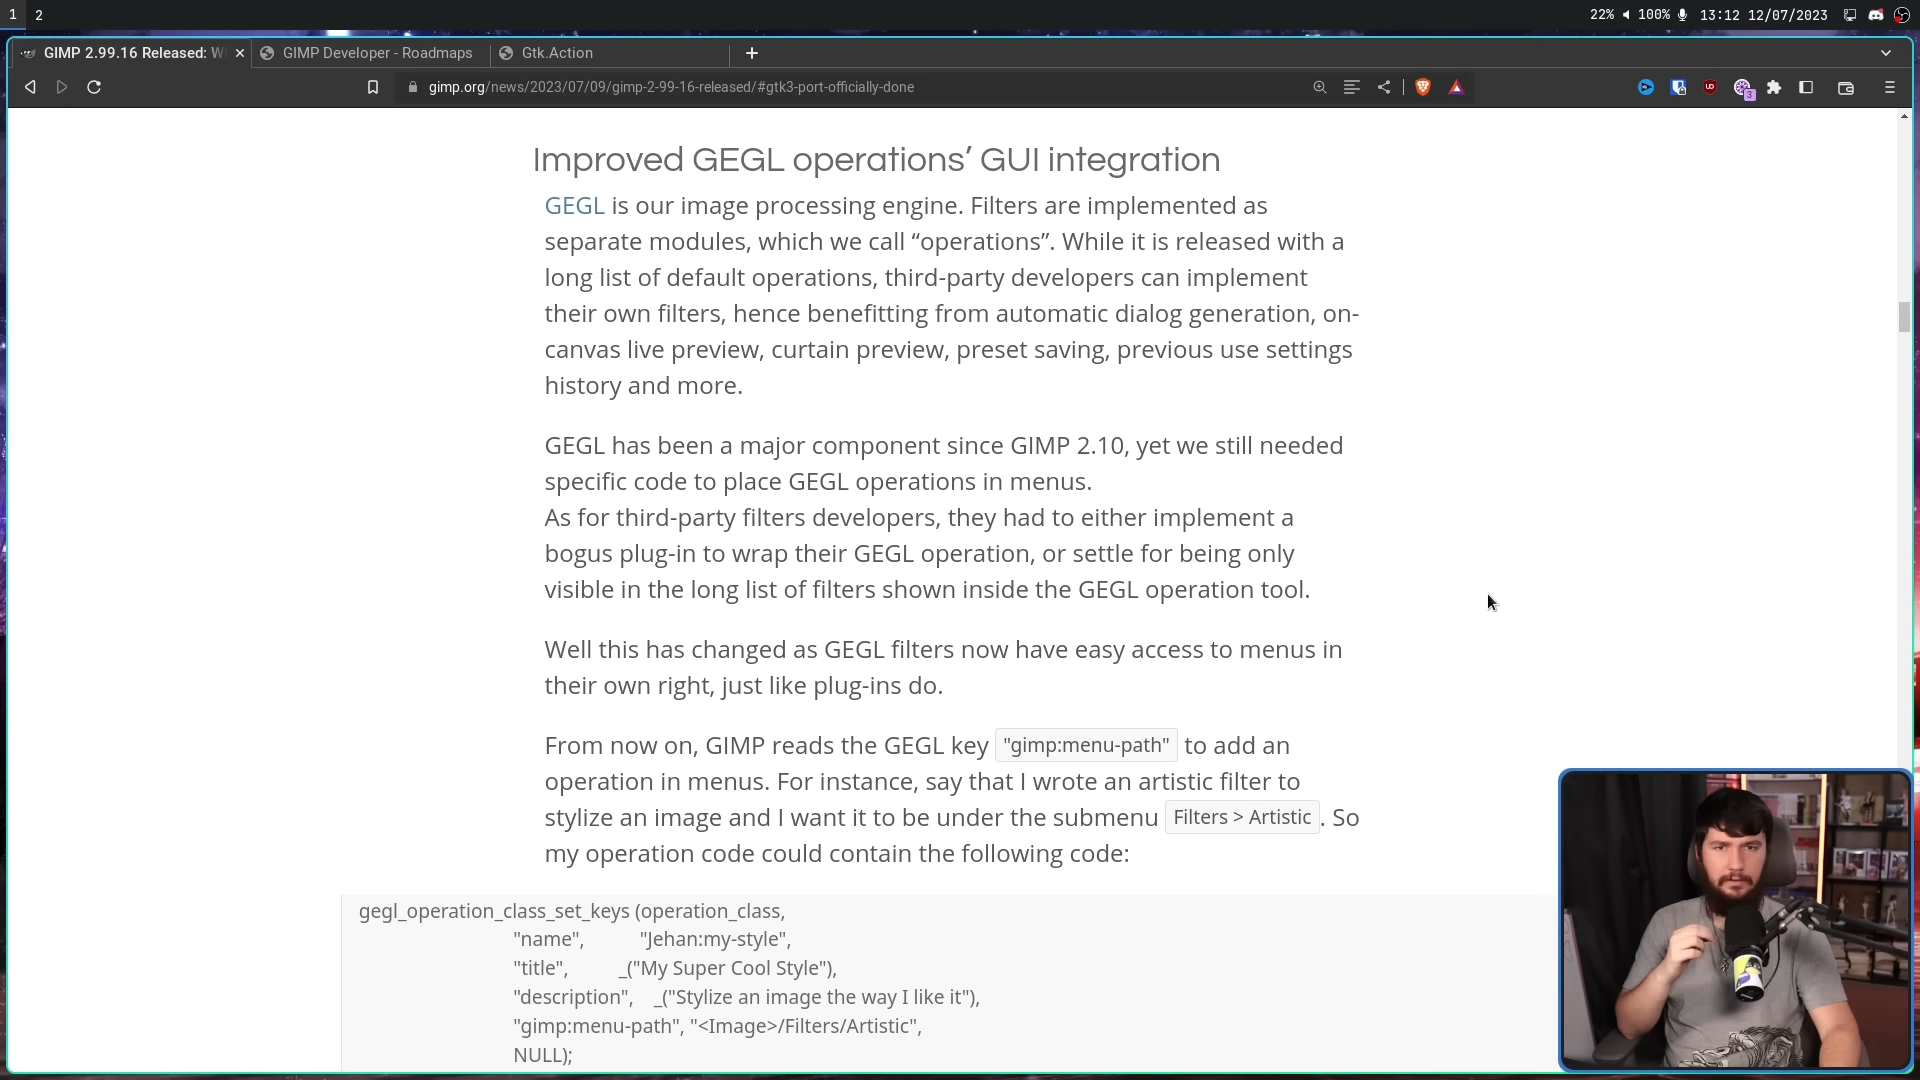 1 2
22% 100% 13:12 12/07/2023
GIMP 2.99.16 Released: W
GIMP Developer - Roadmaps
Gtk.Action
gimp.org/news/2023/07/09/gimp-2-99-16-released/#gtk3-port-officially-done
3
Improved GEGL operations’ GUI integration
GEGL is our image processing engine. Filters are implemented as
separate modules, which we call “operations”. While it is released with a
long list of default operations, third-party developers can implement
their own filters, hence benefitting from automatic dialog generation, on-
canvas live preview, curtain preview, preset saving, previous use settings
history and more.
GEGL has been a major component since GIMP 2.10, yet we still needed
specific code to place GEGL operations in menus.
As for third-party filters developers, they had to either implement a
bogus plug-in to wrap their GEGL operation, or settle for being only
visible in the long list of filters shown inside the GEGL operation tool.
Well this has changed as GEGL filters now have easy access to menus in
their own right, just like plug-ins do.
From now on, GIMP reads the GEGL key "gimp:menu-path" to add an
operation in menus. For instance, say that I wrote an artistic filter to
stylize an image and I want it to be under the submenu Filters > Artistic . So
my operation code could contain the following code:
gegl_operation_class_set_keys (operation_class,
"name", "Jehan:my-style",
"title", _("My Super Cool Style"),
"description", _("Stylize an image the way I like it"),
"gimp:menu-path", "<Image>/Filters/Artistic",
NULL);